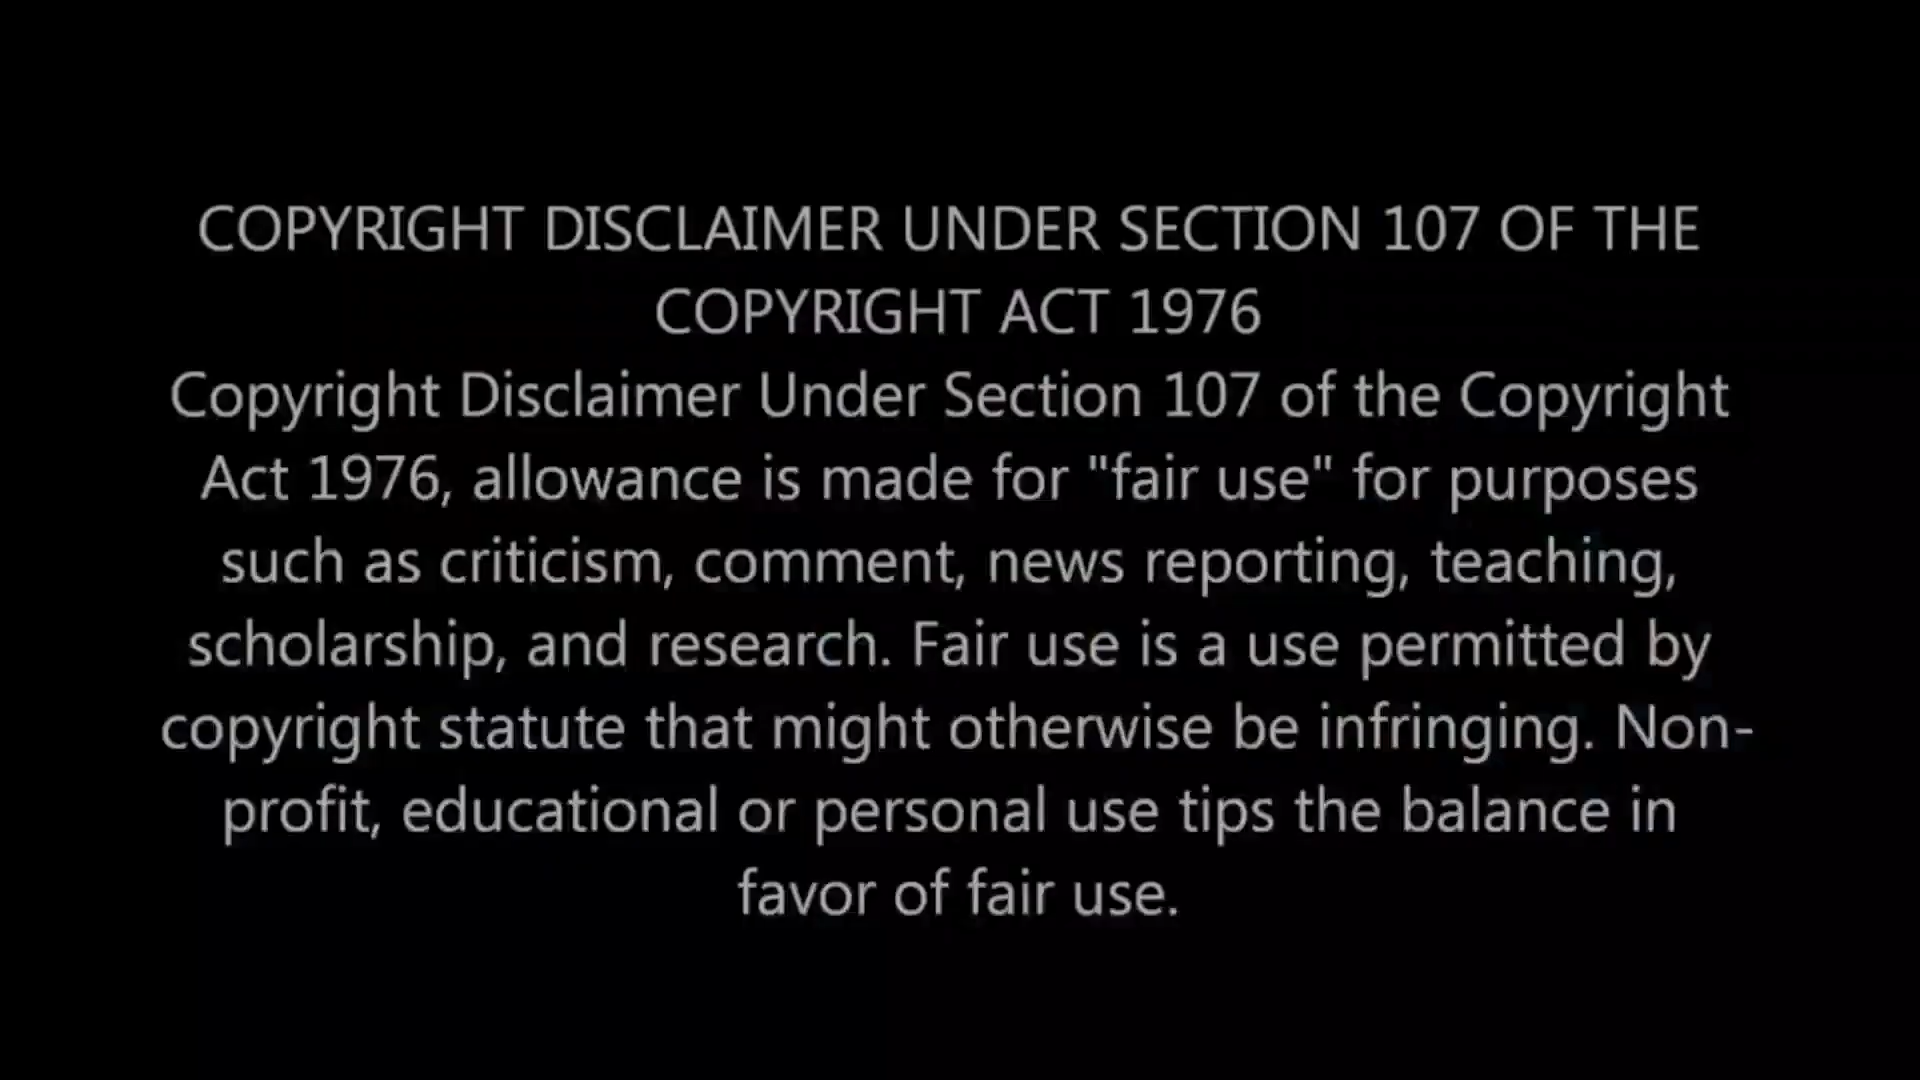 COPYRIGHT DISCLAIMER UNDER SECTION 107 OF THE
COPYRIGHT ACT 1976
Copyright Disclaimer Under Section 107 of the Copyright
Act 1976, allowance is made for "fair use" for purposes
such as criticism, comment, news reporting, teaching,
scholarship, and research. Fair use is a use permitted by
copyright statute that might otherwise be infringing. Non-
profit, educational or personal use tips the balance in
favor of fair use.